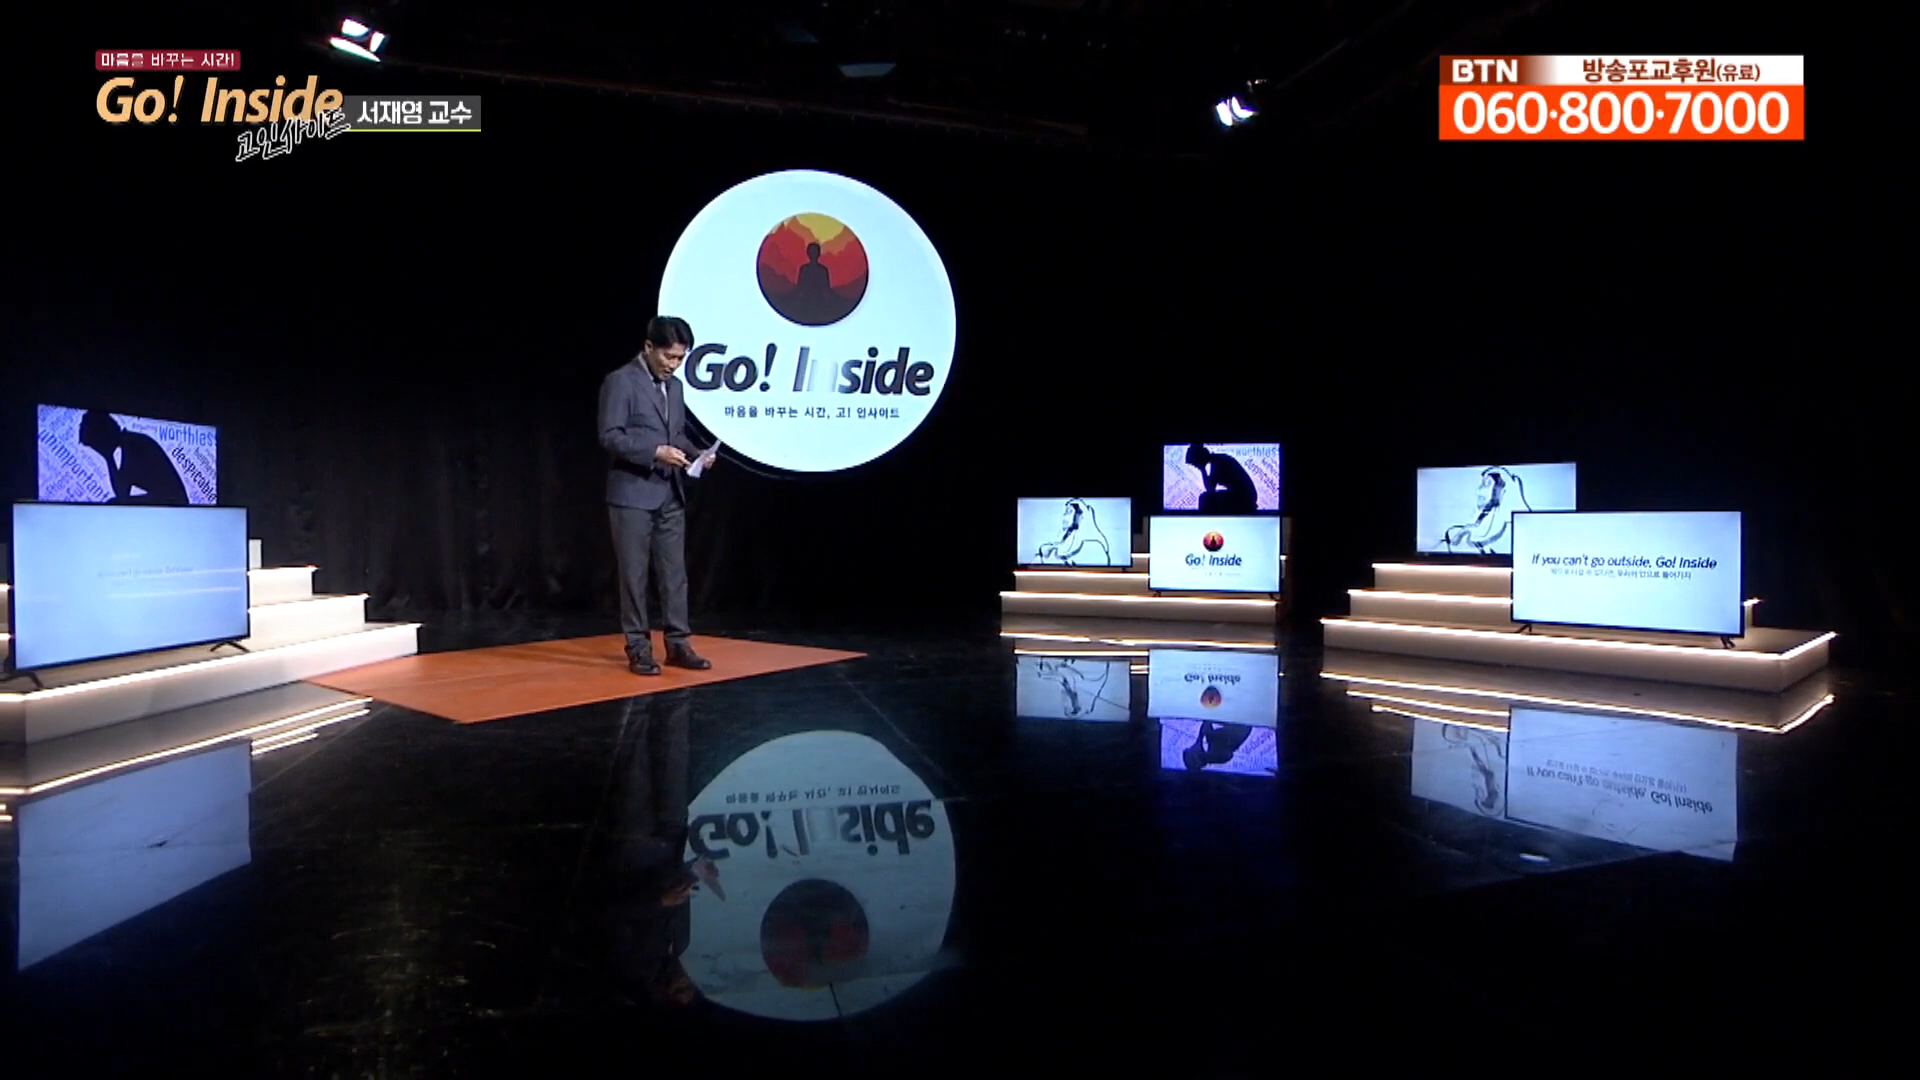 마음을 바꾸는 시간!
Go! Inside
고인사이드
서재영 교수
BTN 방송포교후원(유료)
060·800·7000
Go! Inside
마음을 바꾸는 시간, 고! 인사이드
worthless
unimportant
despicable
worthless
despicable
Go! Inside
If you can't go outside, Go! Inside